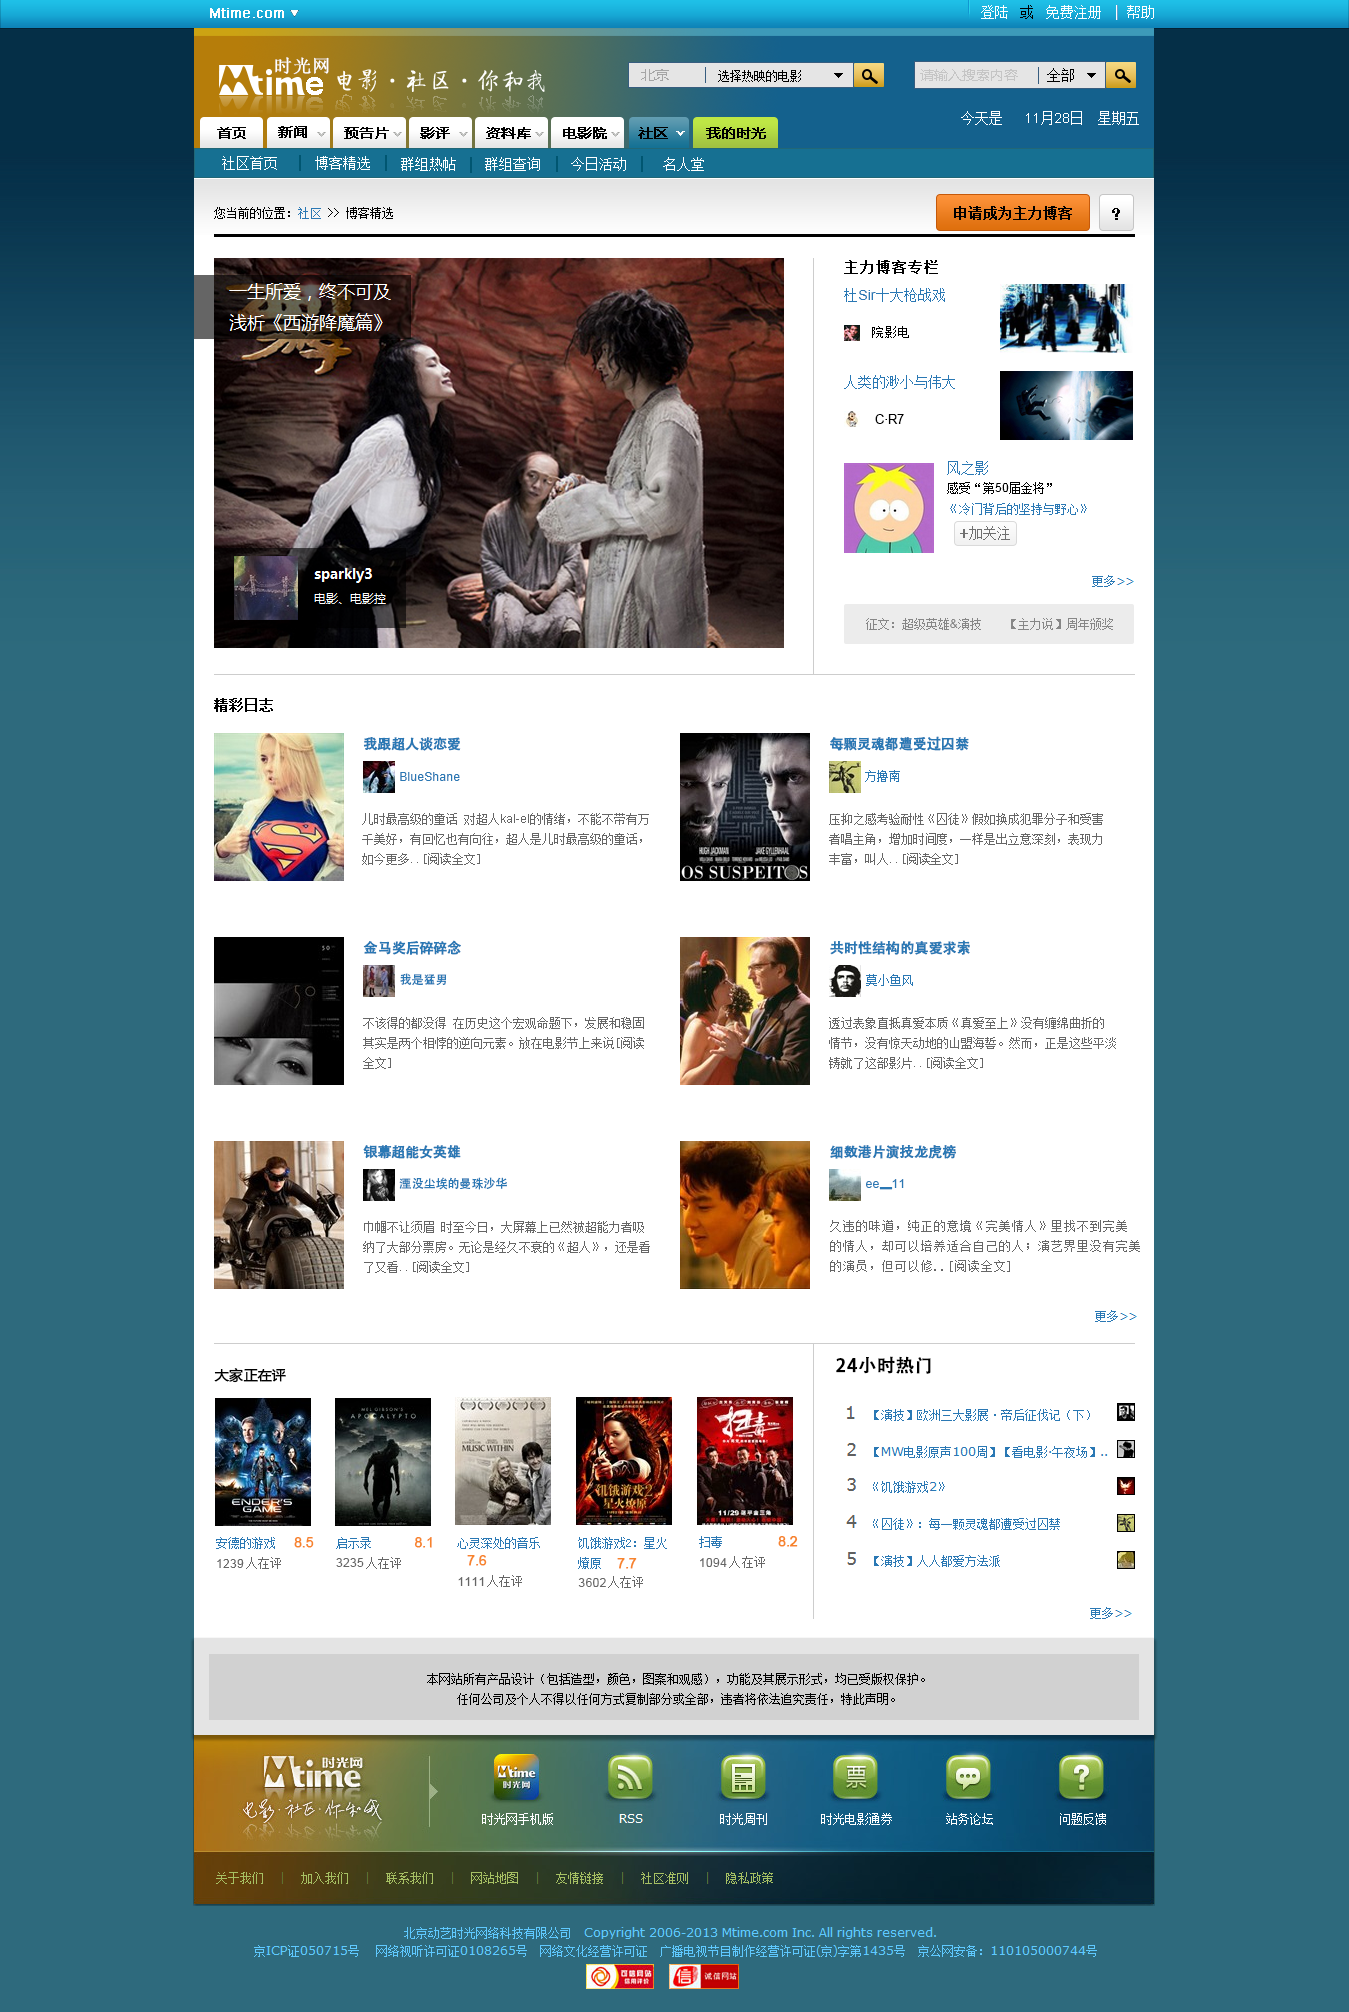 Mtime.com
登陆 或 免费注册 | 帮助
Mtime 时光网 电影·社区·你和我
北京 选择热映的电影
请输入搜索内容 全部
今天是 11月28日 星期五
首页 新闻 预告片 影评 资料库 电影院 社区 我的时光
社区首页 博客精选 群组热帖 群组查询 今日活动 名人堂
您当前的位置：社区 >> 博客精选
申请成为主力博客 ?
一生所爱，终不可及
浅析《西游降魔篇》
sparkly3
电影、电影控
主力博客专栏
杜Sir十大枪战戏
院影电
人类的渺小与伟大
C·R7
风之影
感受“第50届金将”
《冷门背后的坚持与野心》
+加关注
更多>>
征文：超级英雄&演技 【主力说】周年颁奖
精彩日志
我跟超人谈恋爱
BlueShane
儿时最高级的童话 对超人kal-el的情绪，不能不带有万
千美好，有回忆也有向往，超人是儿时最高级的童话，
如今更多..[阅读全文]
每颗灵魂都遭受过囚禁
方撸南
压抑之感考验耐性《囚徒》假如换成犯罪分子和受害
者唱主角，增加时间度，一样是出立意深刻，表现力
丰富，叫人..[阅读全文]
HUGH JACKMAN JAKE GYLLENHAAL
OS SUSPEITOS
金马奖后碎碎念
我是猛男
不该得的都没得 在历史这个宏观命题下，发展和稳固
其实是两个相悖的逆向元素。放在电影节上来说[阅读
全文]
共时性结构的真爱求索
莫小鱼风
透过表象直抵真爱本质《真爱至上》没有缠绵曲折的
情节，没有惊天动地的山盟海誓。然而，正是这些平淡
铸就了这部影片..[阅读全文]
银幕超能女英雄
湮没尘埃的曼珠沙华
巾帼不让须眉 时至今日，大屏幕上已然被超能力者吸
纳了大部分票房。无论是经久不衰的《超人》，还是看
了又看..[阅读全文]
细数港片演技龙虎榜
ee__11
久违的味道，纯正的意境《完美情人》里找不到完美
的情人，却可以培养适合自己的人；演艺界里没有完美
的演员，但可以修..[阅读全文]
更多>>
大家正在评
ENDER'S GAME
MEL GIBSON'S
APOCALYPTO
MUSIC WITHIN
饥饿游戏2
星火燎原
扫毒
11/29
安德的游戏 8.5
1239人在评
启示录 8.1
3235人在评
心灵深处的音乐
7.6
1111人在评
饥饿游戏2：星火
燎原 7.7
3602人在评
扫毒 8.2
1094人在评
24小时热门
1 【演技】欧洲三大影展·帝后征伐记（下）
2 【MW电影原声100周】【看电影·午夜场】..
3 《饥饿游戏2》
4 《囚徒》：每一颗灵魂都遭受过囚禁
5 【演技】人人都爱方法派
更多>>
本网站所有产品设计（包括造型，颜色，图案和观感），功能及其展示形式，均已受版权保护。
任何公司及个人不得以任何方式复制部分或全部，违者将依法追究责任，特此声明。
Mtime 时光网
电影·社区·你和我
Mtime 时光网
票
?
时光网手机版 RSS 时光周刊 时光电影通券 站务论坛 问题反馈
关于我们 | 加入我们 | 联系我们 | 网站地图 | 友情链接 | 社区准则 | 隐私政策
北京动艺时光网络科技有限公司 Copyright 2006-2013 Mtime.com Inc. All rights reserved.
京ICP证050715号 网络视听许可证0108265号 网络文化经营许可证 广播电视节目制作经营许可证(京)字第1435号 京公网安备：110105000744号
可信网站 信用评价 诚信网站